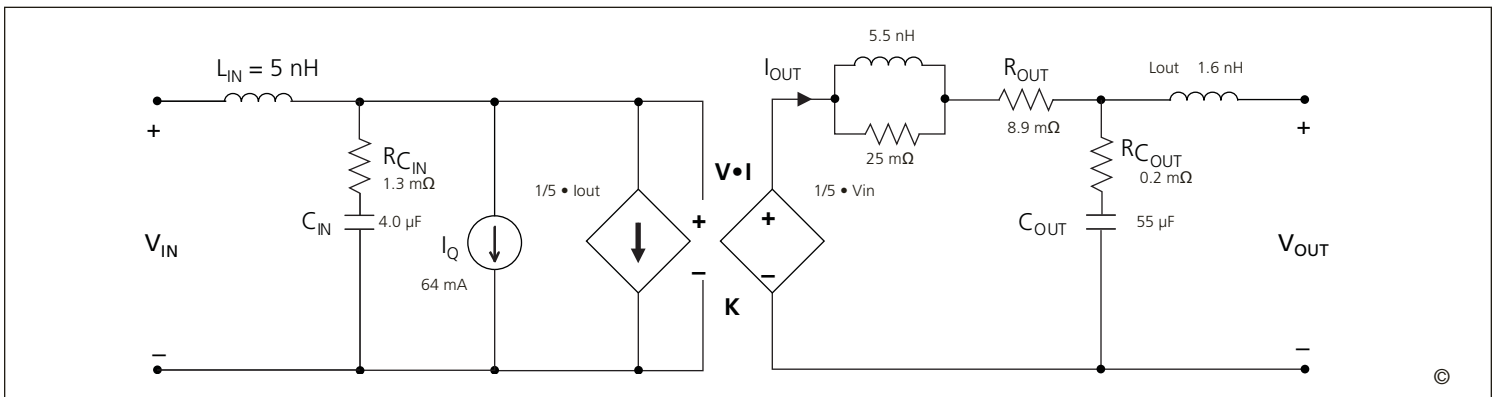 L_IN = 5 nH
+
R_C_IN
1.3 mΩ
C_IN
4.0 µF
V_IN
–
I_Q
64 mA
1/5 • Iout
V•I
+
–
K
+
–
1/5 • Vin
I_OUT
5.5 nH
25 mΩ
R_OUT
8.9 mΩ
R_C_OUT
0.2 mΩ
C_OUT
55 µF
Lout 1.6 nH
+
V_OUT
–
©